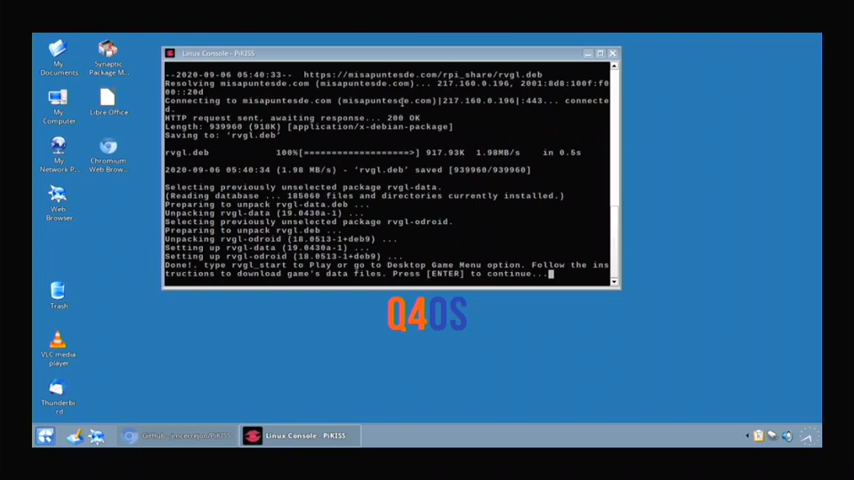 Linux Console - PiKISS
--2020-09-06 05:40:33-- https://misapuntesde.com/rpi_share/rvgl.deb
Resolving misapuntesde.com (misapuntesde.com)... 217.160.0.196, 2001:8d8:100f:f0
00::20d
Connecting to misapuntesde.com (misapuntesde.com)|217.160.0.196|:443... connecte
d.
HTTP request sent, awaiting response... 200 OK
Length: 939960 (918K) [application/x-debian-package]
Saving to: ‘rvgl.deb’
rvgl.deb 100%[===================>] 917.93K 1.98MB/s in 0.5s
2020-09-06 05:40:34 (1.98 MB/s) - ‘rvgl.deb’ saved [939960/939960]
Selecting previously unselected package rvgl-data.
(Reading database ... 185060 files and directories currently installed.)
Preparing to unpack rvgl-data.deb ...
Unpacking rvgl-data (19.0430a-1) ...
Selecting previously unselected package rvgl-odroid.
Preparing to unpack rvgl.deb ...
Unpacking rvgl-odroid (18.0513-1+deb9) ...
Setting up rvgl-data (19.0430a-1) ...
Setting up rvgl-odroid (18.0513-1+deb9) ...
Done!. type rvgl_start to Play or go to Desktop Game Menu option. Follow the ins
tructions to download game's data files. Press [ENTER] to continue...
My
Documents
Synaptic
Package M...
My
Computer
Libre Office
My
Network P...
Chromium
Web Brow...
Web
Browser
Trash
VLC media
player
Thunderbi
rd
Q4OS
GitHub - jmcerrejon/PiKISS
Linux Console - PiKISS